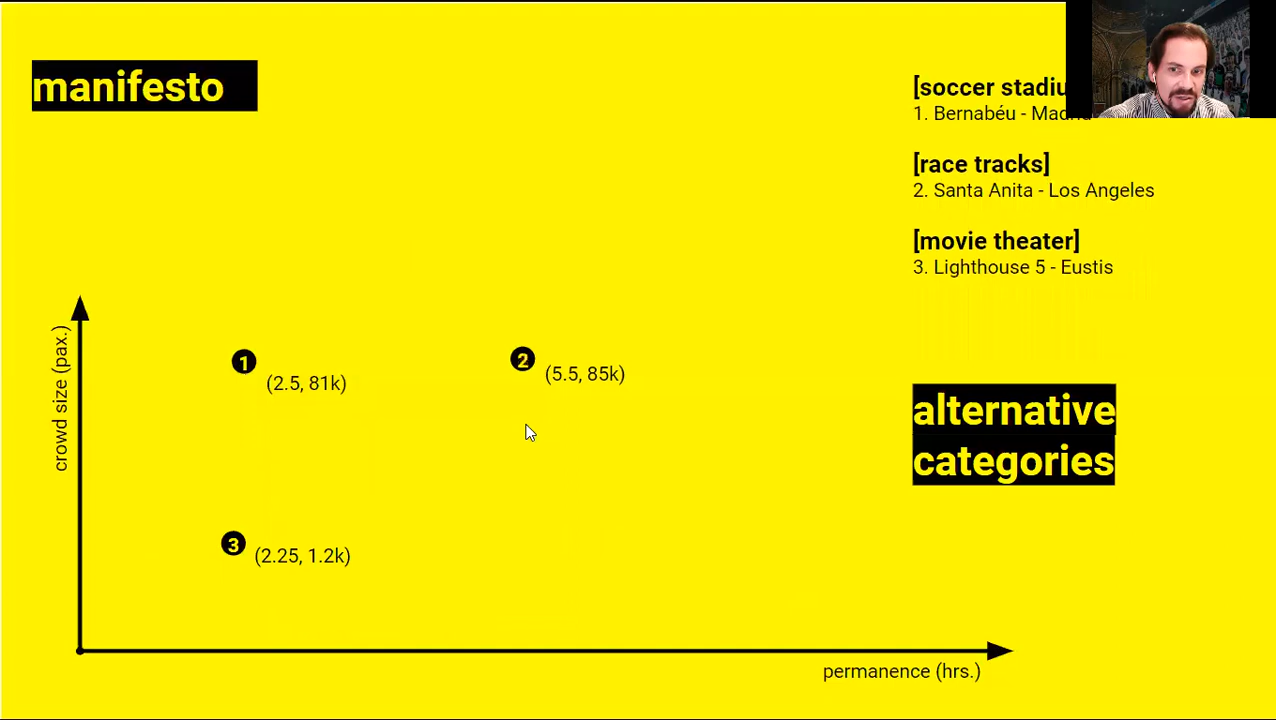 manifesto
[soccer stadiu
1. Bernabéu - Madrid
[race tracks]
2. Santa Anita - Los Angeles
[movie theater]
3. Lighthouse 5 - Eustis
crowd size (pax.)
1
(2.5, 81k)
2
(5.5, 85k)
3
(2.25, 1.2k)
alternative
categories
permanence (hrs.)